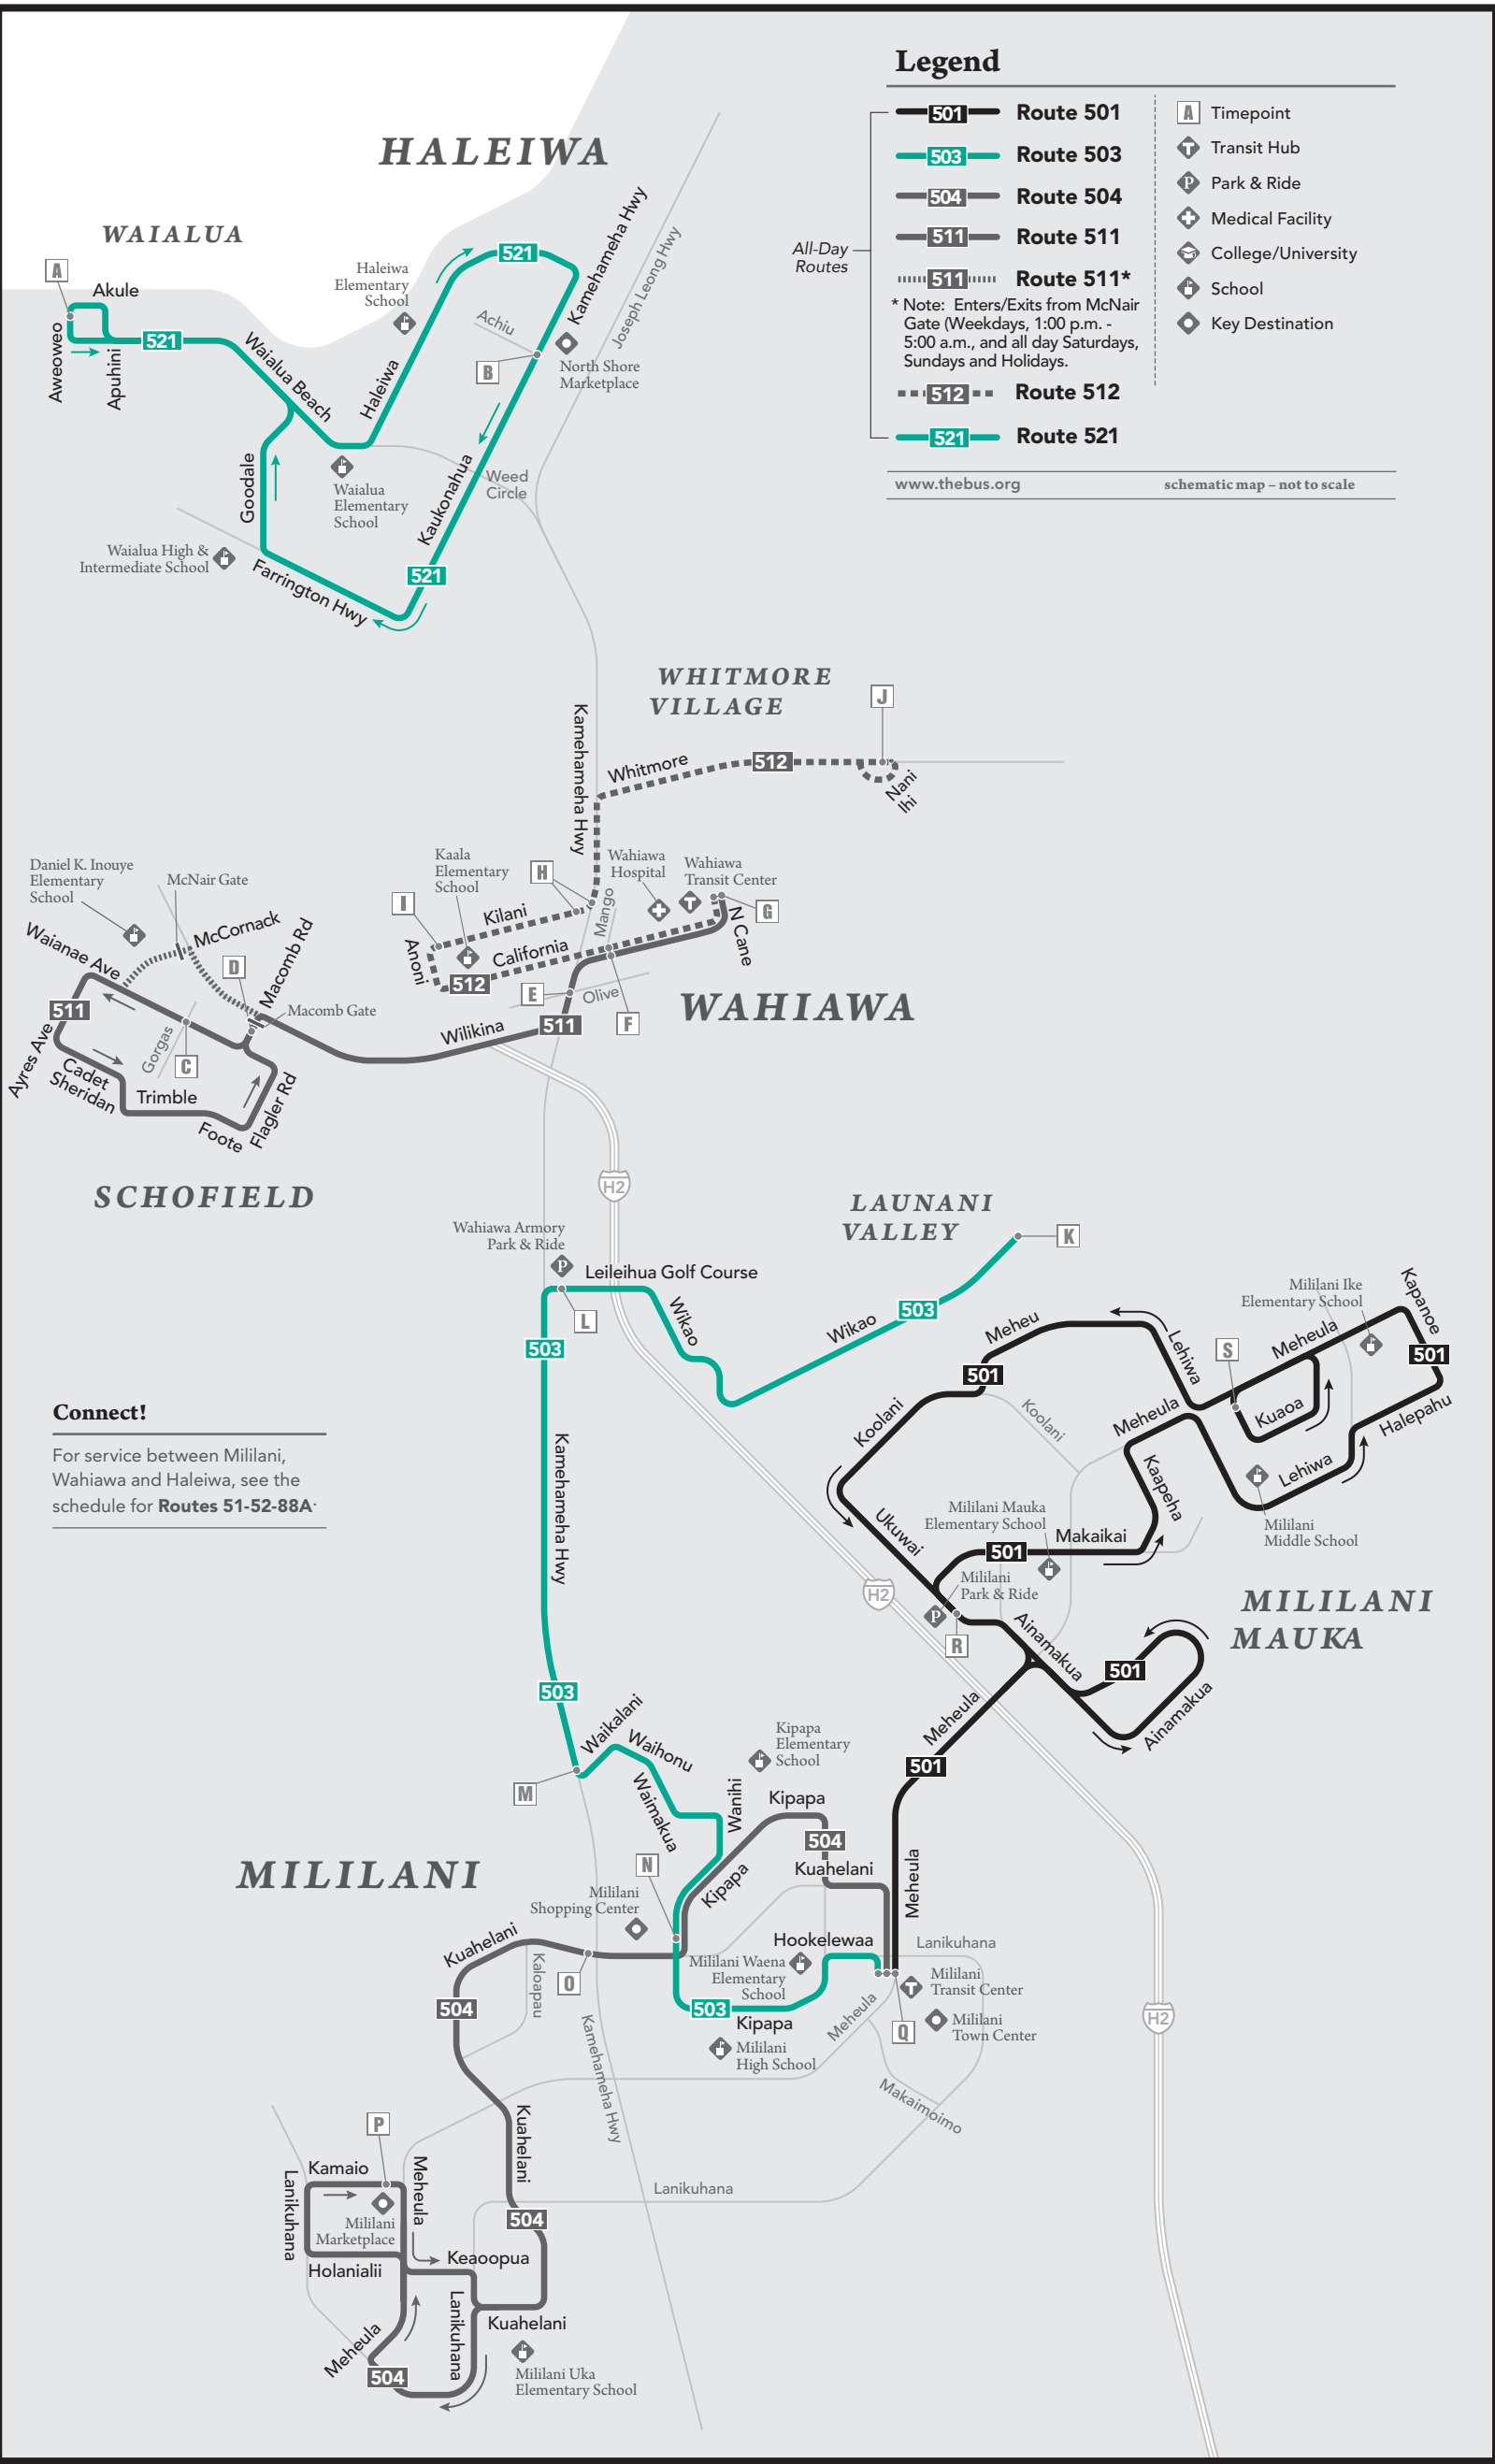 Legend
501 Route 501
503 Route 503
504 Route 504
511 Route 511
511 Route 511*
* Note: Enters/Exits from McNair
Gate (Weekdays, 1:00 p.m. -
5:00 a.m., and all day Saturdays,
Sundays and Holidays.
512 Route 512
521 Route 521
All-Day
Routes
A Timepoint
T Transit Hub
P Park & Ride
Medical Facility
College/University
School
Key Destination
www.thebus.org
schematic map – not to scale
HALEIWA
WAIALUA
A
Akule
Aweoweo
Apuhini
521
Waialua Beach
Haleiwa
Elementary
School
Haleiwa
521
Kamehameha Hwy
Joseph Leong Hwy
Achiu
B
North Shore
Marketplace
Weed
Circle
Kaukonahua
Goodale
Waialua
Elementary
School
Waialua High &
Intermediate School
Farrington Hwy
521
WHITMORE
VILLAGE
J
Kamehameha Hwy
Whitmore
512
Nani
Ihi
Daniel K. Inouye
Elementary
School
McNair Gate
McCornack
Waianae Ave
D
Macomb Rd
Macomb Gate
511
Gorgas
C
Ayres Ave
Cadet
Sheridan
Trimble
Foote
Flagler Rd
SCHOFIELD
Kaala
Elementary
School
H
Wahiawa
Hospital
Wahiawa
Transit Center
T
I
Kilani
Mango
G
N Cane
Anoni
California
512
E
Olive
F
WAHIAWA
Wilikina
511
H2
LAUNANI
VALLEY
K
Wahiawa Armory
Park & Ride
P
Leileihua Golf Course
L
Wikao
Wikao
503
503
Kamehameha Hwy
Connect!
For service between Mililani,
Wahiawa and Haleiwa, see the
schedule for Routes 51-52-88A.
Mililani Ike
Elementary School
Kapanoe
Meheu
Lehiwa
S
Meheula
501
501
Kuaoa
Halepahu
Koolani
Koolani
Meheula
Kaapeha
Lehiwa
Mililani
Middle School
Ukuwai
Mililani Mauka
Elementary School
Makaikai
501
H2
Mililani
Park & Ride
P
R
MILILANI
MAUKA
Ainamakua
501
Ainamakua
Meheula
501
503
Waikalani
Waihonu
Waimakua
M
Kipapa
Elementary
School
Wanihi
Kipapa
504
MILILANI
N
Kipapa
Kuahelani
Meheula
Mililani
Shopping Center
Kuahelani
Hookelewaa
Lanikuhana
Mililani Waena
Elementary
School
Kaloapau
O
T
Mililani
Transit Center
504
503
Kipapa
Meheula
Q
Mililani
Town Center
H2
Mililani
High School
Kamehameha Hwy
Makaimoimo
Kuahelani
P
Kamaio
Meheula
Lanikuhana
Lanikuhana
Mililani
Marketplace
504
Holanialii
Keaoopua
Lanikuhana
Kuahelani
Meheula
504
Mililani Uka
Elementary School